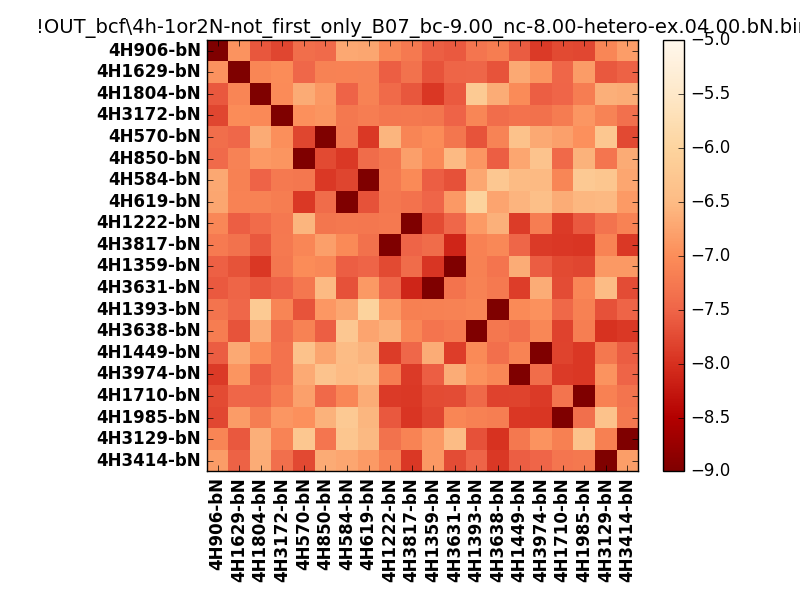 !OUT_bcf\4h-1or2N-not_first_only_B07_bc-9.00_nc-8.00-hetero-ex.04.00.bN.bin
4H906-bN
4H1629-bN
4H1804-bN
4H3172-bN
4H570-bN
4H850-bN
4H584-bN
4H619-bN
4H1222-bN
4H3817-bN
4H1359-bN
4H3631-bN
4H1393-bN
4H3638-bN
4H1449-bN
4H3974-bN
4H1710-bN
4H1985-bN
4H3129-bN
4H3414-bN
4H906-bN
4H1629-bN
4H1804-bN
4H3172-bN
4H570-bN
4H850-bN
4H584-bN
4H619-bN
4H1222-bN
4H3817-bN
4H1359-bN
4H3631-bN
4H1393-bN
4H3638-bN
4H1449-bN
4H3974-bN
4H1710-bN
4H1985-bN
4H3129-bN
4H3414-bN
−5.0
−5.5
−6.0
−6.5
−7.0
−7.5
−8.0
−8.5
−9.0